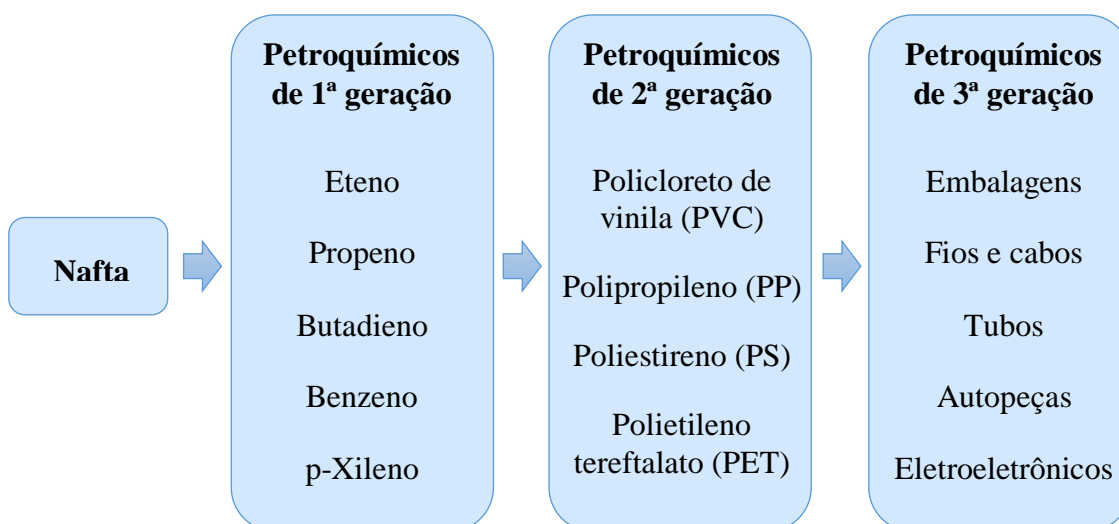 Nafta
Petroquímicos
de 1ª geração
Eteno
Propeno
Butadieno
Benzeno
p-Xileno
Petroquímicos
de 2ª geração
Policloreto de
vinila (PVC)
Polipropileno (PP)
Poliestireno (PS)
Polietileno
tereftalato (PET)
Petroquímicos
de 3ª geração
Embalagens
Fios e cabos
Tubos
Autopeças
Eletroeletrônicos